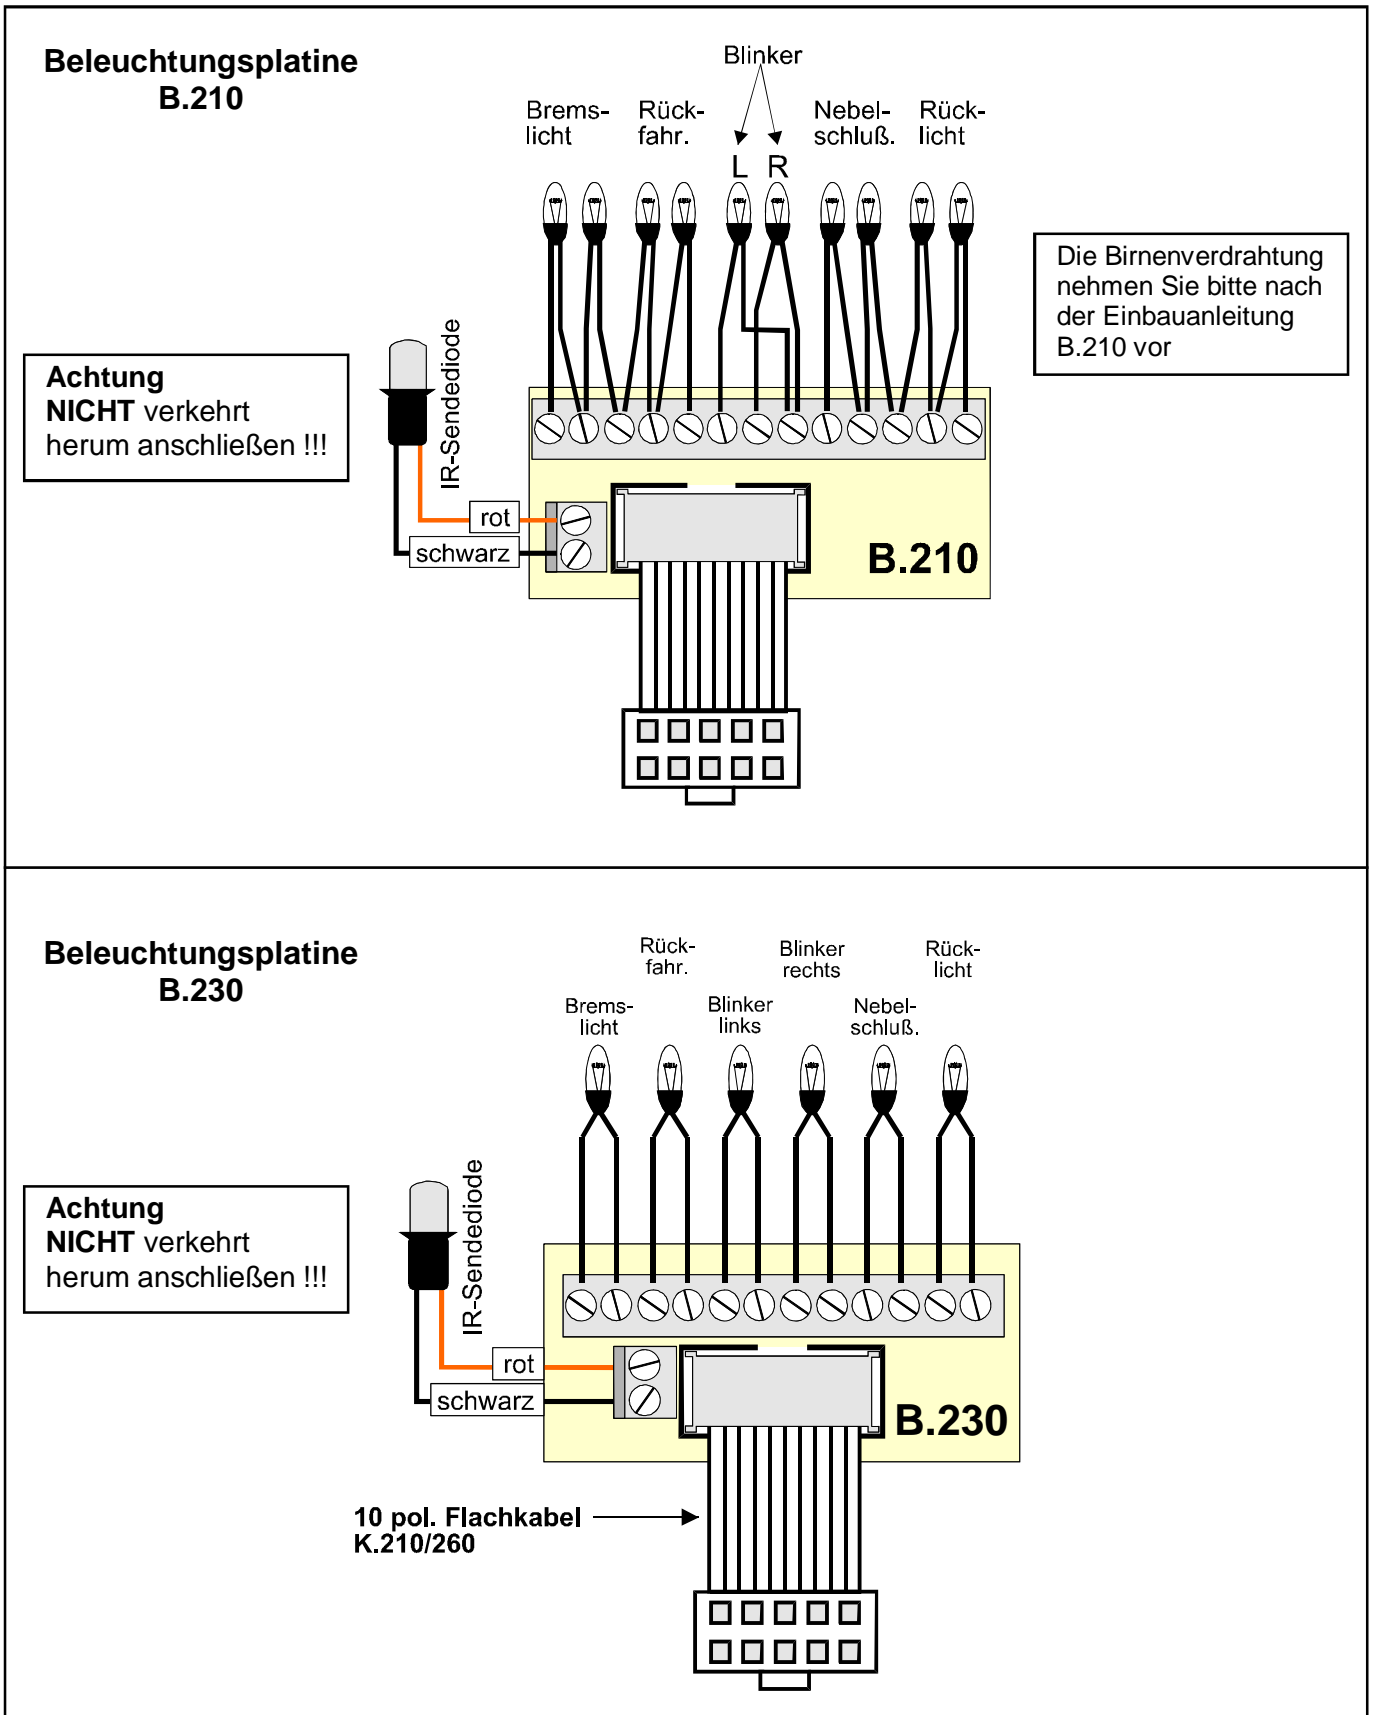 Beleuchtungsplatine
B.210
Blinker
Brems-
licht
Rück-
fahr.
L R
Nebel-
schluß.
Rück-
licht
Die Birnenverdrahtung
nehmen Sie bitte nach
der Einbauanleitung
B.210 vor
Achtung
NICHT verkehrt
herum anschließen !!!
IR-Sendediode
rot
schwarz
B.210
Beleuchtungsplatine
B.230
Brems-
licht
Rück-
fahr.
Blinker
links
Blinker
rechts
Nebel-
schluß.
Rück-
licht
Achtung
NICHT verkehrt
herum anschließen !!!
IR-Sendediode
rot
schwarz
B.230
10 pol. Flachkabel
K.210/260